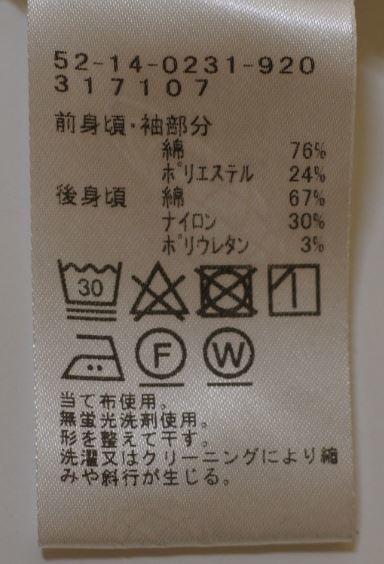 52-14-0231-920
317107
前身頃・袖部分
綿 76%
ポリエステル 24%
後身頃 綿 67%
ナイロン 30%
ポリウレタン 3%
30
F W
当て布使用。
無蛍光洗剤使用。
形を整えて干す。
洗濯又はクリーニングにより縮
みや斜行が生じる。